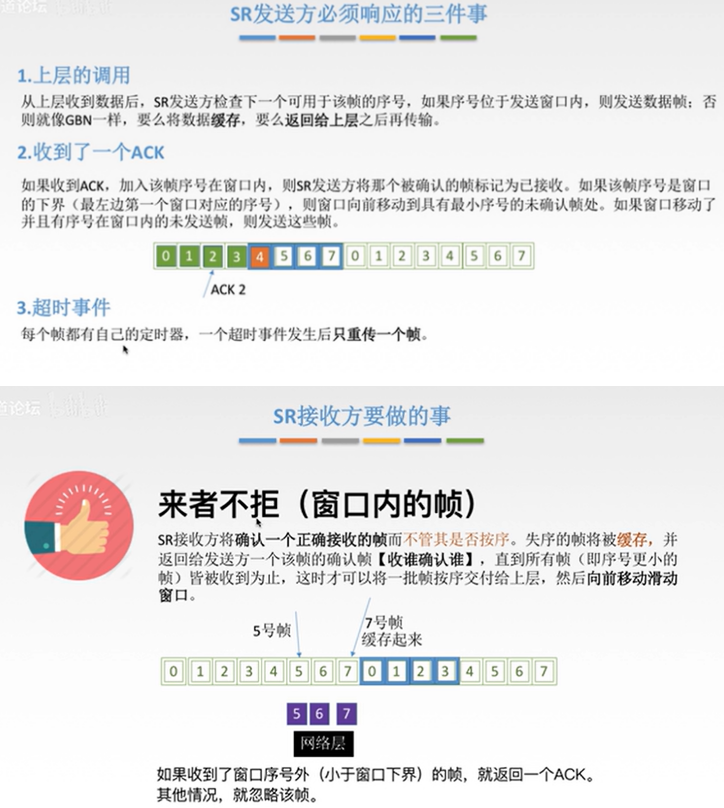 SR发送方必须响应的三件事
1.上层的调用
从上层收到数据后，SR发送方检查下一个可用于该帧的序号，如果序号位于发送窗口内，则发送数据帧；否
则就像GBN一样，要么将数据缓存，要么返回给上层之后再传输。
2.收到了一个ACK
如果收到ACK，加入该帧序号在窗口内，则SR发送方将那个被确认的帧标记为已接收。如果该帧序号是窗口
的下界（最左边第一个窗口对应的序号），则窗口向前移动到具有最小序号的未确认帧处。如果窗口移动了
并且有序号在窗口内的未发送帧，则发送这些帧。
0 1 2 3 4 5 6 7 0 1 2 3 4 5 6 7
ACK 2
3.超时事件
每个帧都有自己的定时器，一个超时事件发生后只重传一个帧。
道论坛
SR接收方要做的事
来者不拒（窗口内的帧）
SR接收方将确认一个正确接收的帧而不管其是否按序。失序的帧将被缓存，并
返回给发送方一个该帧的确认帧【收谁确认谁】，直到所有帧（即序号更小的
帧）皆被收到为止，这时才可以将一批帧按序交付给上层，然后向前移动滑动
窗口。
5号帧
7号帧
缓存起来
0 1 2 3 4 5 6 7 0 1 2 3 4 5 6 7
5 6 7
网络层
如果收到了窗口序号外（小于窗口下界）的帧，就返回一个ACK。
其他情况，就忽略该帧。